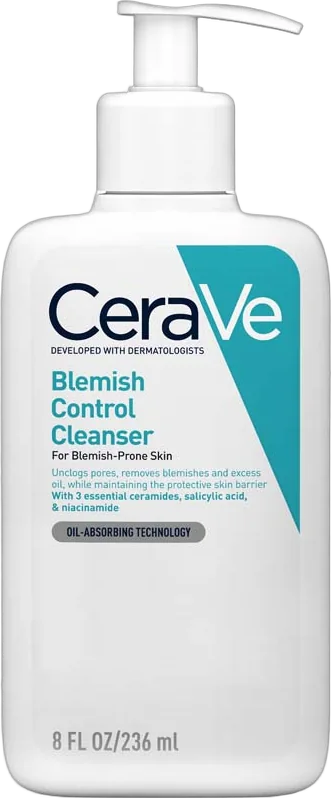 CeraVe
DEVELOPED WITH DERMATOLOGISTS
Blemish
Control
Cleanser
For Blemish-Prone Skin
Unclogs pores, removes blemishes and excess
oil, while maintaining the protective skin barrier
With 3 essential ceramides, salicylic acid,
& niacinamide
OIL-ABSORBING TECHNOLOGY
8 FL OZ/236 ml